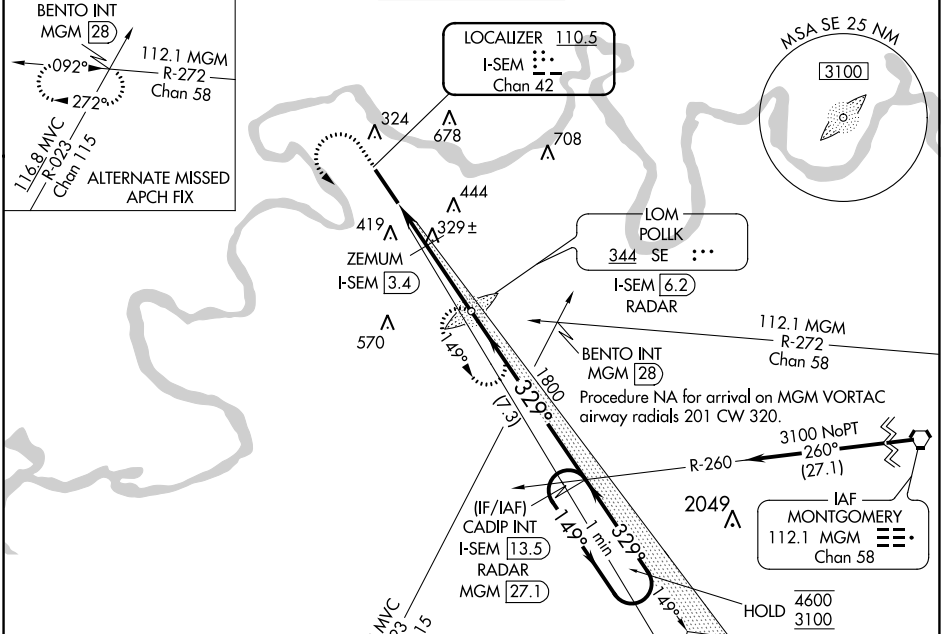 BENTO INT
MGM 28
112.1 MGM
R-272
Chan 58
092°
272°
116.8 MVC
R-023
Chan 115
ALTERNATE MISSED
APCH FIX
LOCALIZER 110.5
I-SEM
Chan 42
MSA SE 25 NM
3100
324
678
708
444
419
329±
ZEMUM
I-SEM 3.4
LOM
POLLK
344 SE
I-SEM 6.2
RADAR
570
149°
(7.3)
1800
329°
112.1 MGM
R-272
Chan 58
BENTO INT
MGM 28
Procedure NA for arrival on MGM VORTAC
airway radials 201 CW 320.
3100 NoPT
260°
(27.1)
R-260
2049
IAF
MONTGOMERY
112.1 MGM
Chan 58
(IF/IAF)
CADIP INT
I-SEM 13.5
RADAR
MGM 27.1
149°
1 min
329°
149°
HOLD 4600
3100
MVC
15